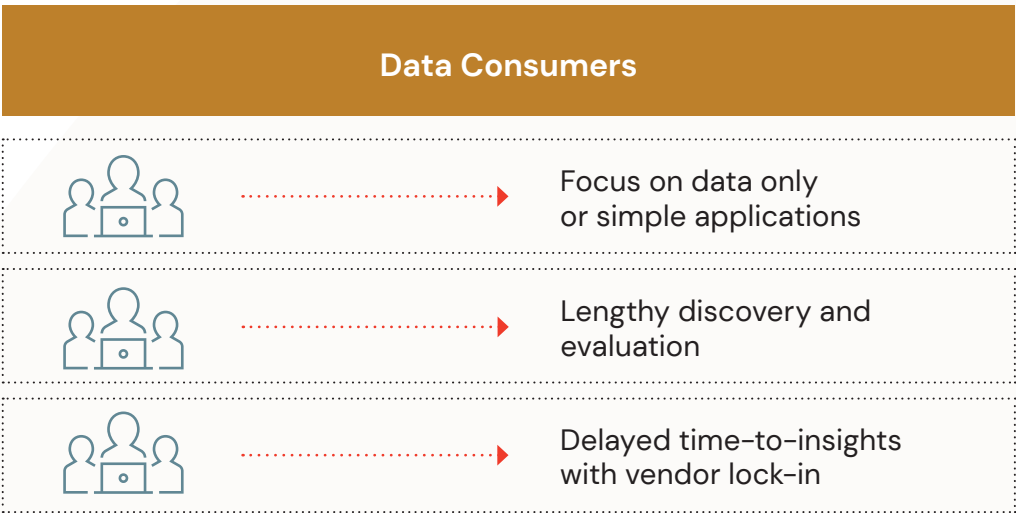 Data Consumers
Focus on data only
or simple applications
Lengthy discovery and
evaluation
Delayed time-to-insights
with vendor lock-in